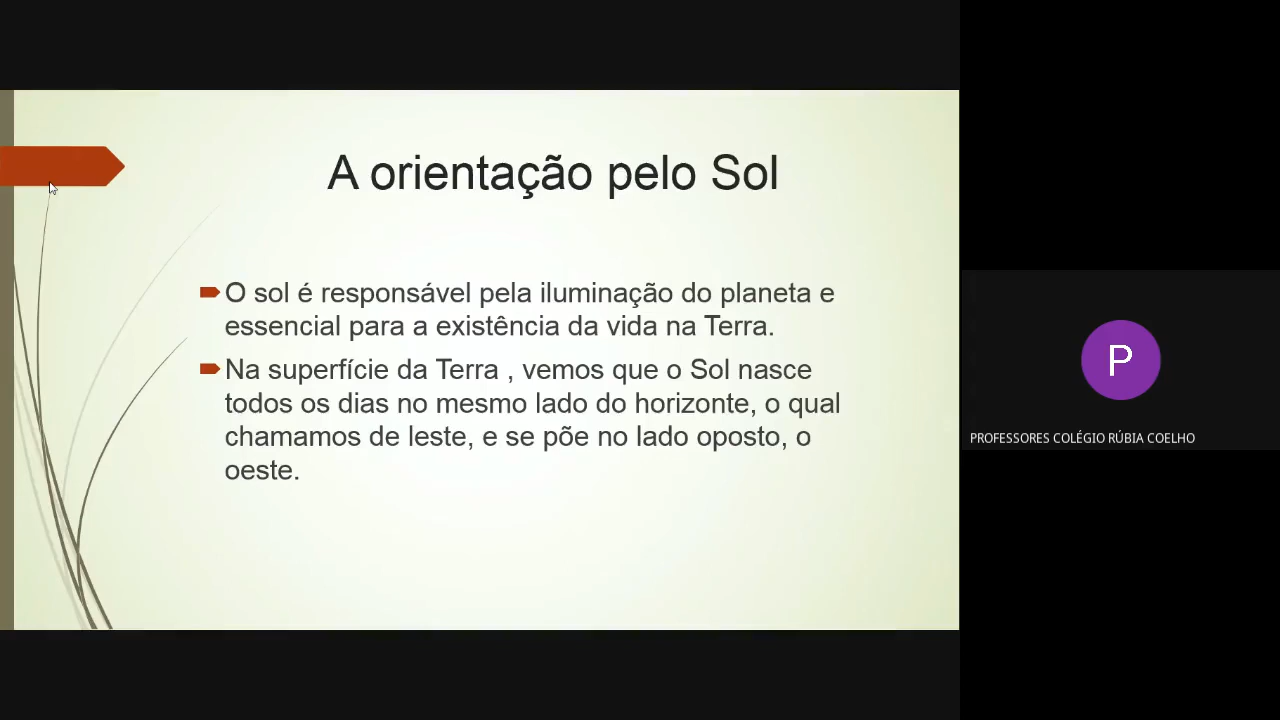 A orientação pelo Sol
O sol é responsável pela iluminação do planeta e
essencial para a existência da vida na Terra.
Na superfície da Terra , vemos que o Sol nasce
todos os dias no mesmo lado do horizonte, o qual
chamamos de leste, e se põe no lado oposto, o
oeste.
P
PROFESSORES COLÉGIO RÚBIA COELHO